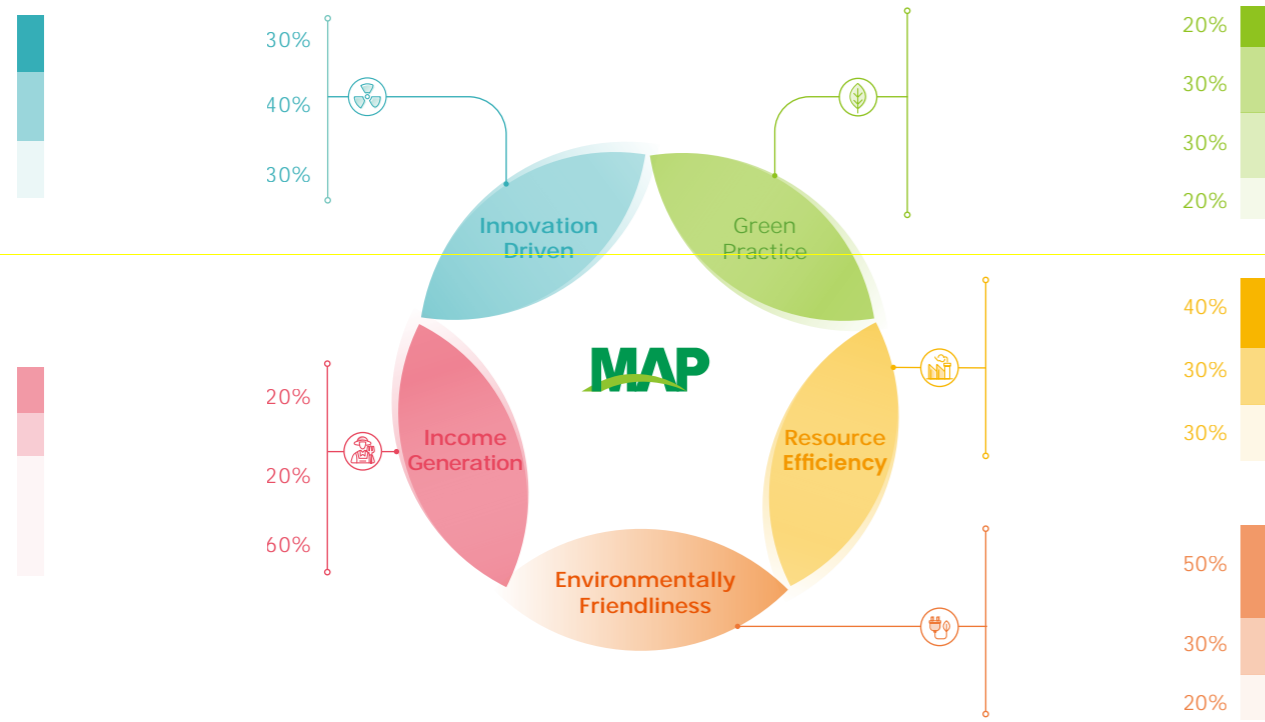 30%
40%
30%
20%
30%
30%
20%
Innovation
Driven
Green
Practice
MAP
40%
30%
30%
20%
20%
60%
Income
Generation
Resource
Efficiency
Environmentally
Friendliness
50%
30%
20%